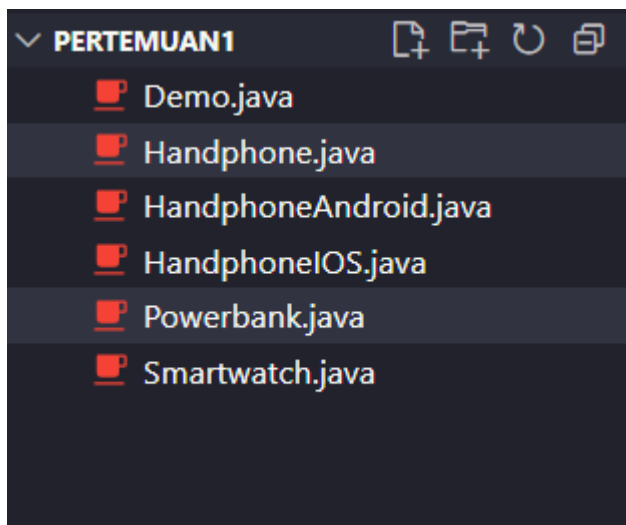 PERTEMUAN1
Demo.java
Handphone.java
HandphoneAndroid.java
HandphoneIOS.java
Powerbank.java
Smartwatch.java